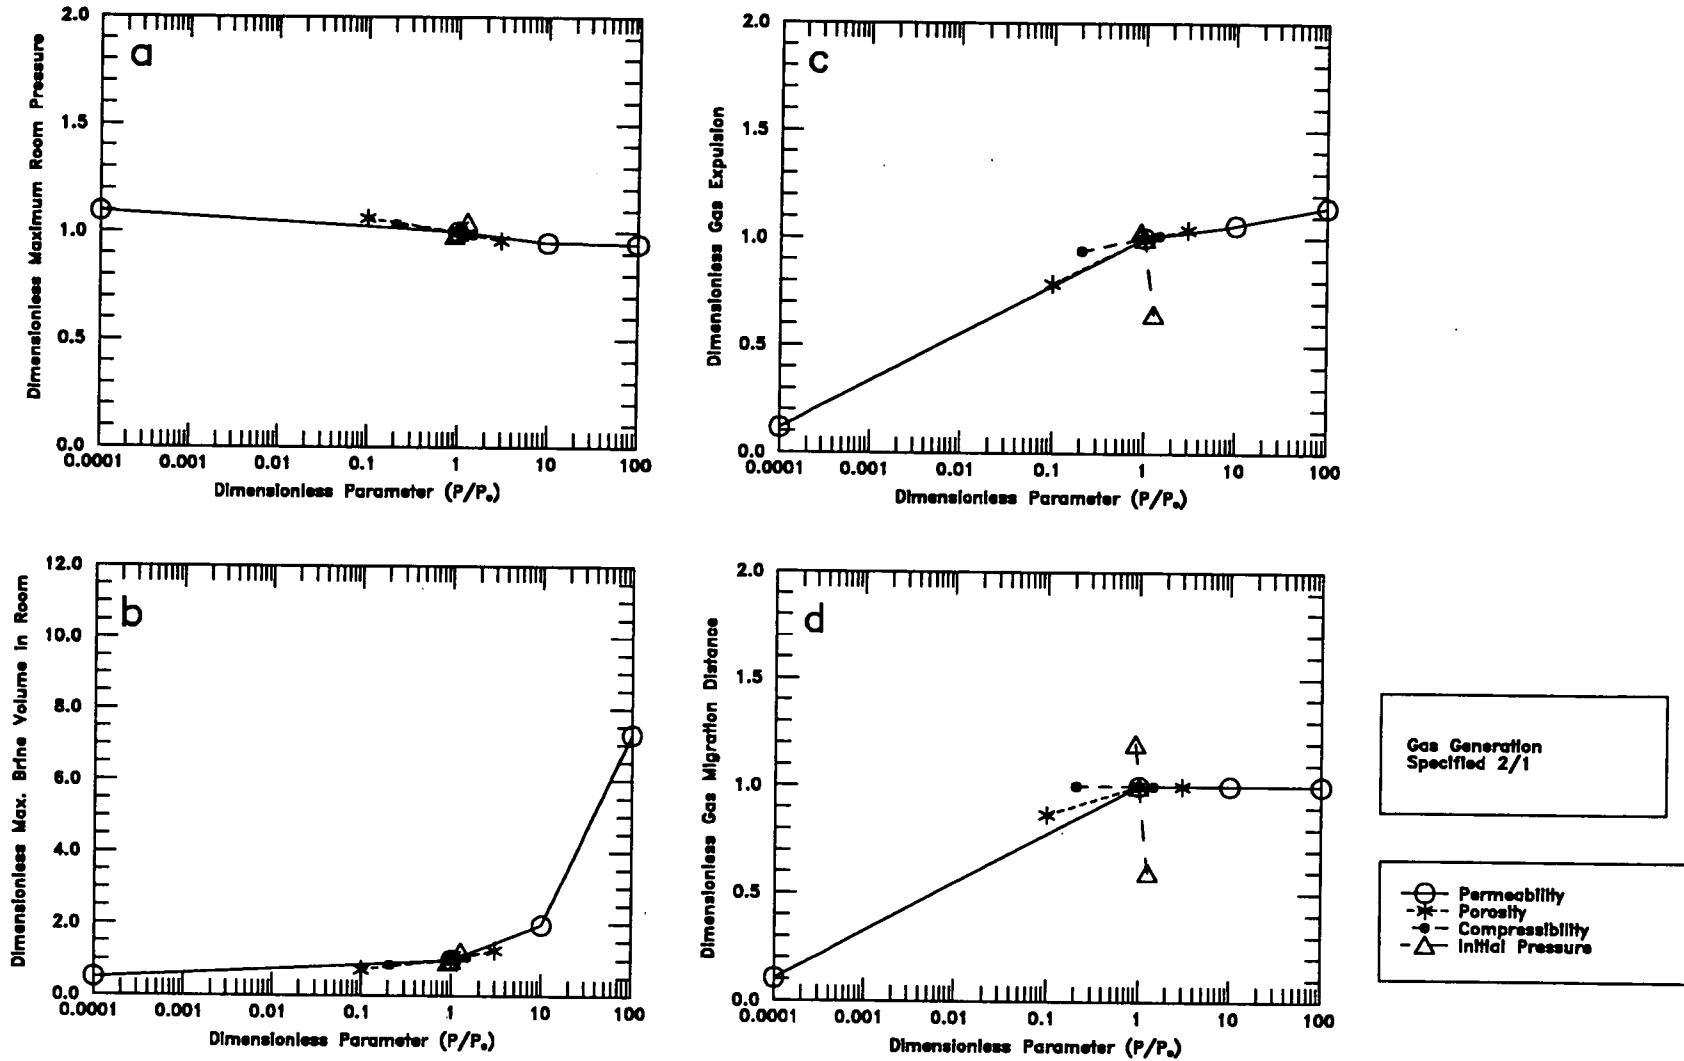 a
Dimensionless Maximum Room Pressure
2.0
1.5
1.0
0.5
0.0
0.0001 0.001 0.01 0.1 1 10 100
Dimensionless Parameter (P/Pₒ)
c
Dimensionless Gas Expulsion
2.0
1.5
1.0
0.5
0.0
0.0001 0.001 0.01 0.1 1 10 100
Dimensionless Parameter (P/Pₒ)
b
Dimensionless Max. Brine Volume in Room
12.0
10.0
8.0
6.0
4.0
2.0
0.0
0.0001 0.001 0.01 0.1 1 10 100
Dimensionless Parameter (P/Pₒ)
d
Dimensionless Gas Migration Distance
2.0
1.5
1.0
0.5
0.0
0.0001 0.001 0.01 0.1 1 10 100
Dimensionless Parameter (P/Pₒ)
Gas Generation
Specified 2/1
Permeability
Porosity
Compressibility
Initial Pressure